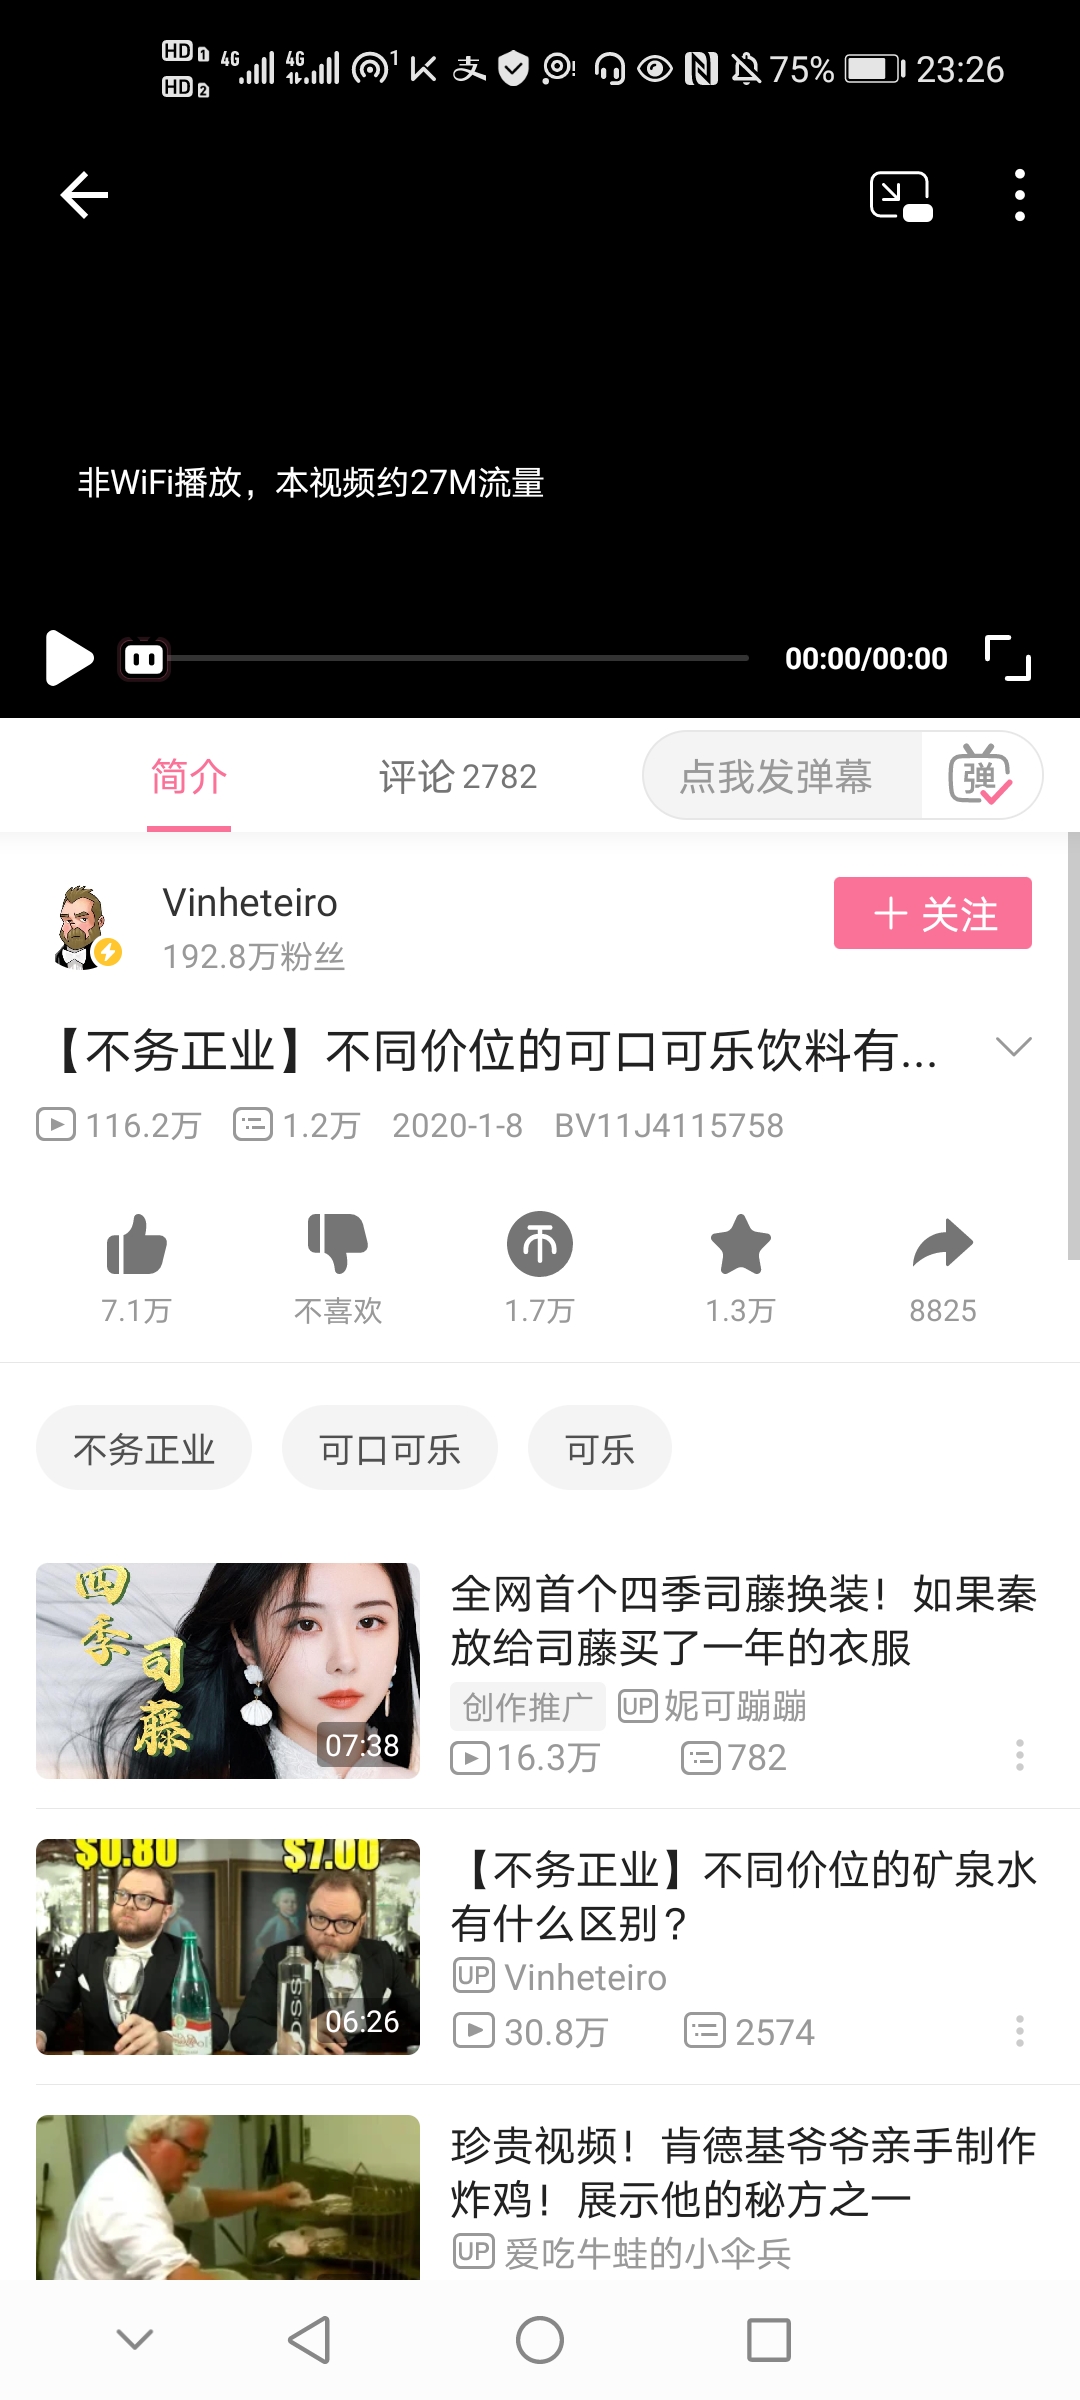 HD 1 4G 4G 1 K 支 75% 23:26
HD 2
非WiFi播放，本视频约27M流量
00:00/00:00
简介 评论 2782 点我发弹幕 弹
Vinheteiro
192.8万粉丝
+ 关注
【不务正业】不同价位的可口可乐饮料有...
116.2万 1.2万 2020-1-8 BV11J4115758
7.1万 不喜欢 1.7万 1.3万 8825
不务正业 可口可乐 可乐
四季司藤
07:38
全网首个四季司藤换装！如果秦
放给司藤买了一年的衣服
创作推广 UP 妮可蹦蹦
16.3万 782
$0.80 $7.00
06:26
【不务正业】不同价位的矿泉水
有什么区别？
UP Vinheteiro
30.8万 2574
珍贵视频！肯德基爷爷亲手制作
炸鸡！展示他的秘方之一
UP 爱吃牛蛙的小伞兵